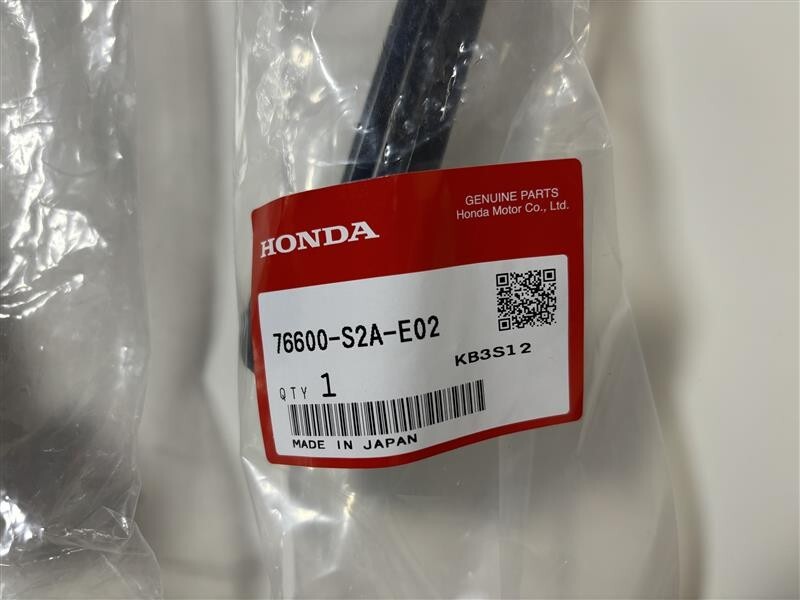 GENUINE PARTS
Honda Motor Co., Ltd.
HONDA
76600-S2A-E02
KB3S12
QTY 1
MADE IN JAPAN